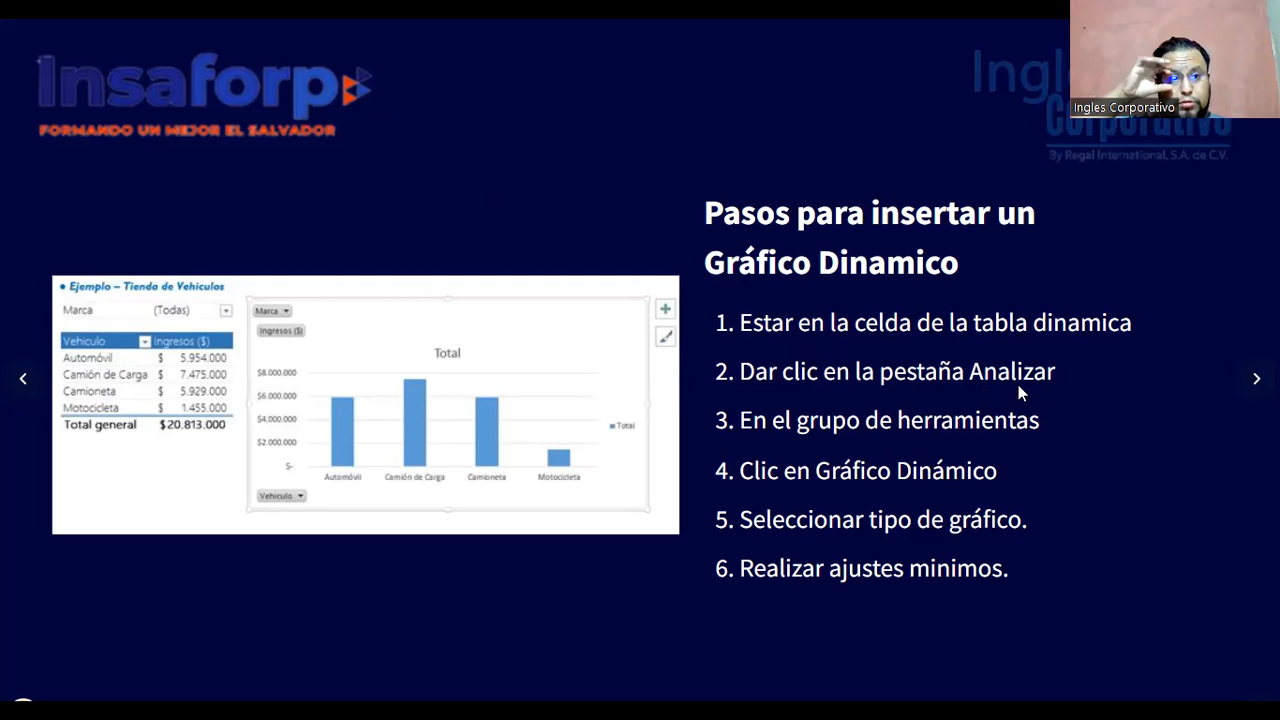 Insaforp
FORMANDO UN MEJOR EL SALVADOR
Corporativo
By Regal International, S.A. de C.V.
Ingles Corporativo
Pasos para insertar un
Gráfico Dinamico
1. Estar en la celda de la tabla dinamica
2. Dar clic en la pestaña Analizar
3. En el grupo de herramientas
4. Clic en Gráfico Dinámico
5. Seleccionar tipo de gráfico.
6. Realizar ajustes minimos.
• Ejemplo – Tienda de Vehiculos
Marca (Todas)
Vehiculo Ingresos ($)
Automóvil $ 5.954.000
Camión de Carga $ 7.475.000
Camioneta $ 5.929.000
Motocicleta $ 1.455.000
Total general $20.813.000
Marca
Ingresos ($)
Total
$8.000.000
$6.000.000
$4.000.000
$2.000.000
$-
Automóvil Camión de Carga Camioneta Motocicleta
Total
Vehiculo